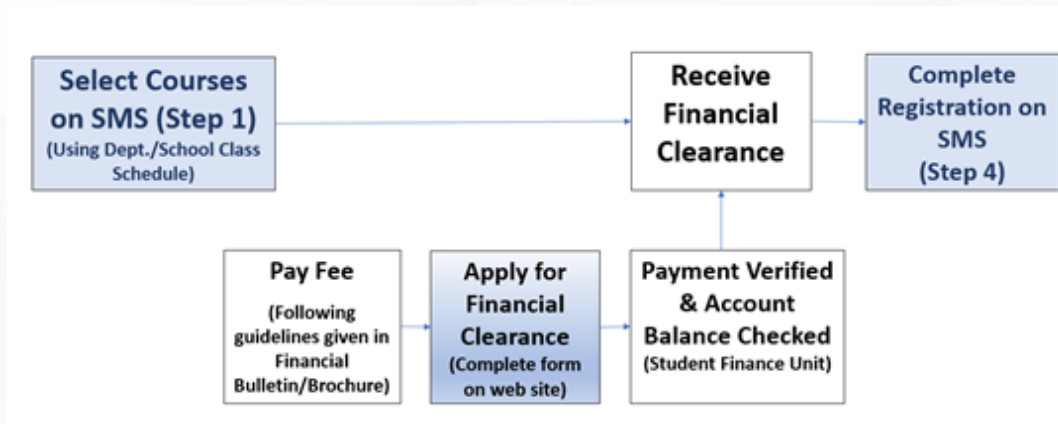 Select Courses
on SMS (Step 1)
(Using Dept./School Class
Schedule)
Receive
Financial
Clearance
Complete
Registration on
SMS
(Step 4)
Pay Fee
(Following
guidelines given in
Financial
Bulletin/Brochure)
Apply for
Financial
Clearance
(Complete form
on web site)
Payment Verified
& Account
Balance Checked
(Student Finance Unit)